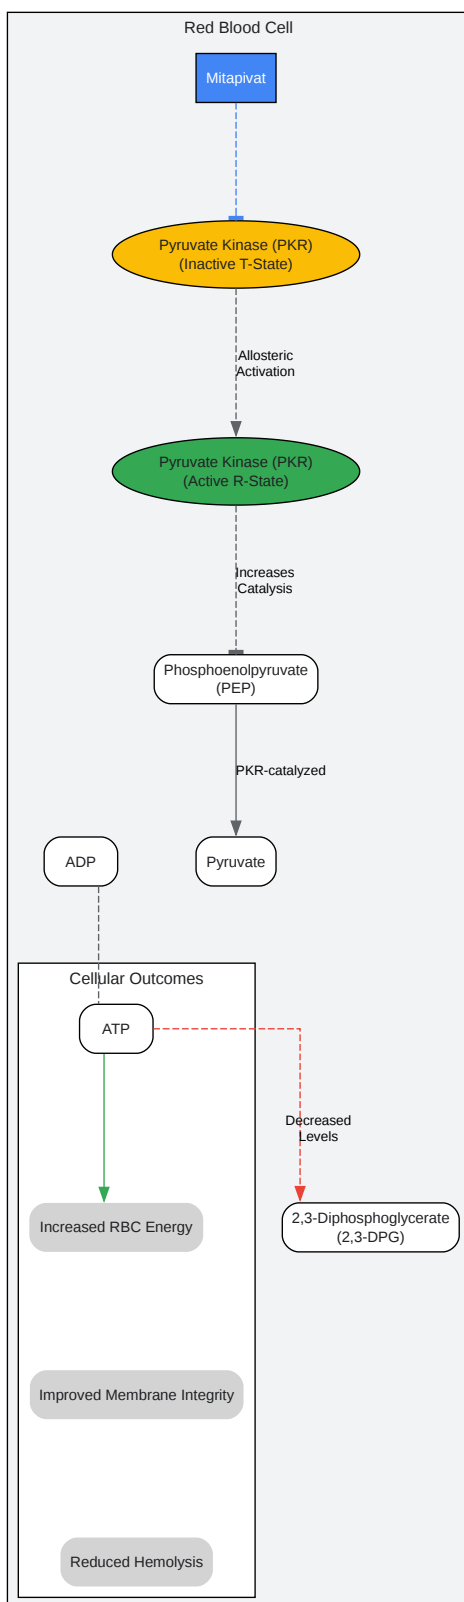 Red Blood Cell
Mitapivat
Pyruvate Kinase (PKR)
(Inactive T-State)
Allosteric
Activation
Pyruvate Kinase (PKR)
(Active R-State)
Increases
Catalysis
Phosphoenolpyruvate
(PEP)
PKR-catalyzed
ADP
Pyruvate
Cellular Outcomes
ATP
Decreased
Levels
Increased RBC Energy
2,3-Diphosphoglycerate
(2,3-DPG)
Improved Membrane Integrity
Reduced Hemolysis